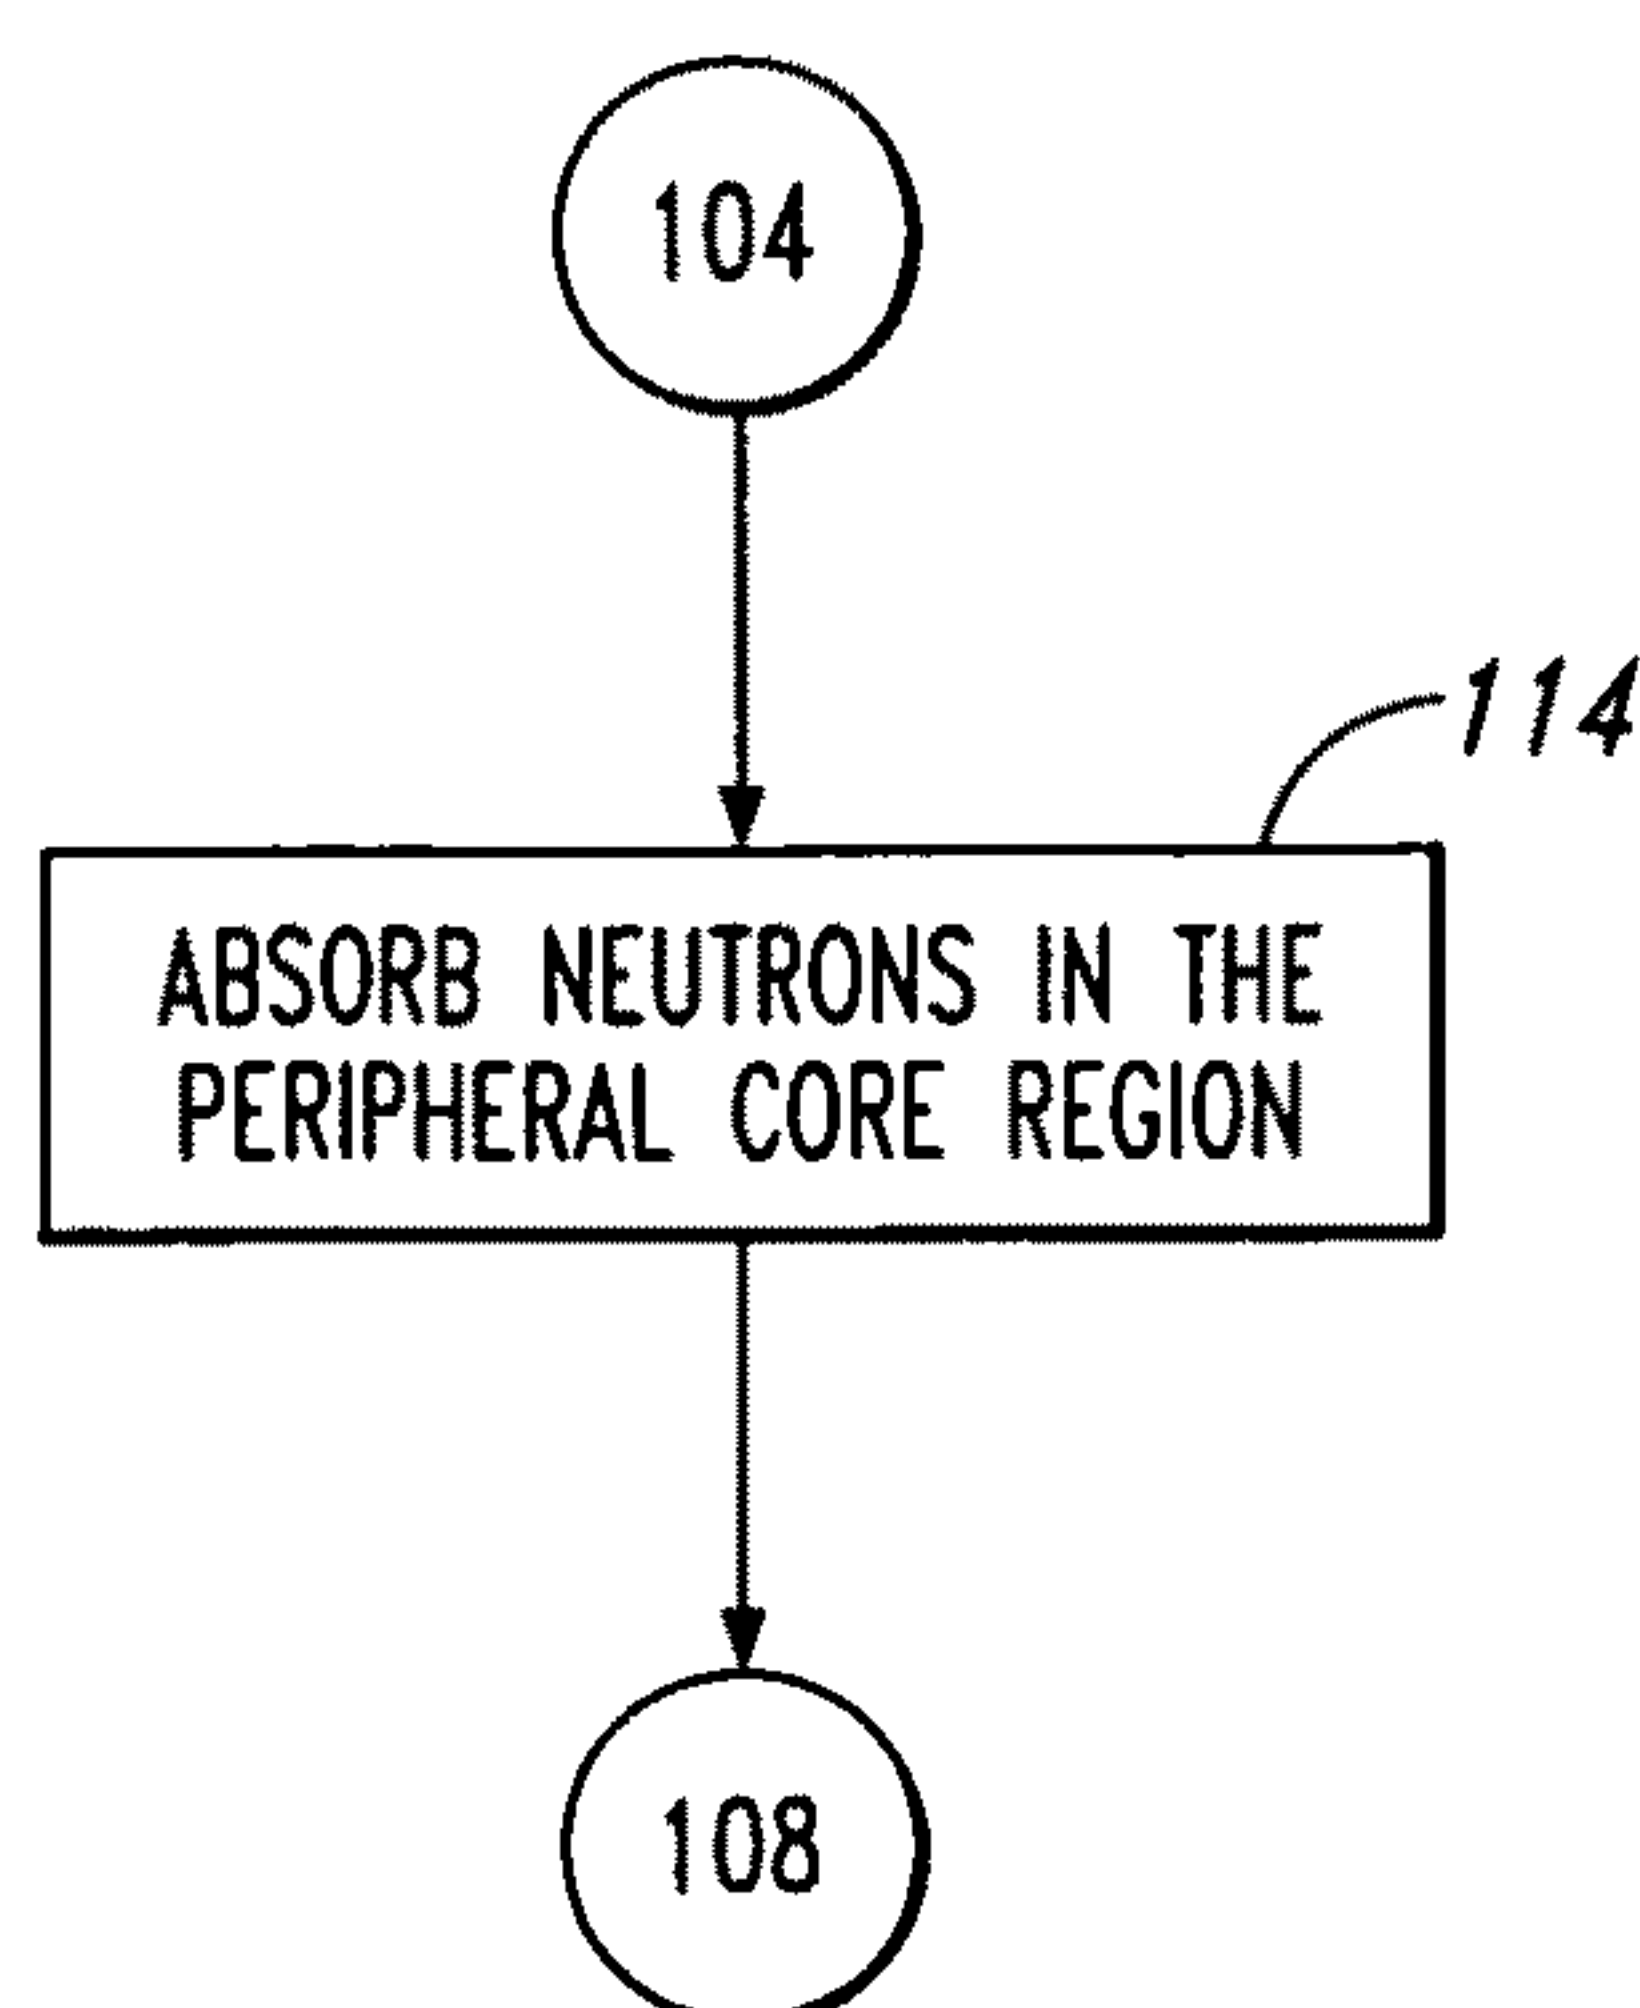 104
114
ABSORB NEUTRONS IN THE
PERIPHERAL CORE REGION
108